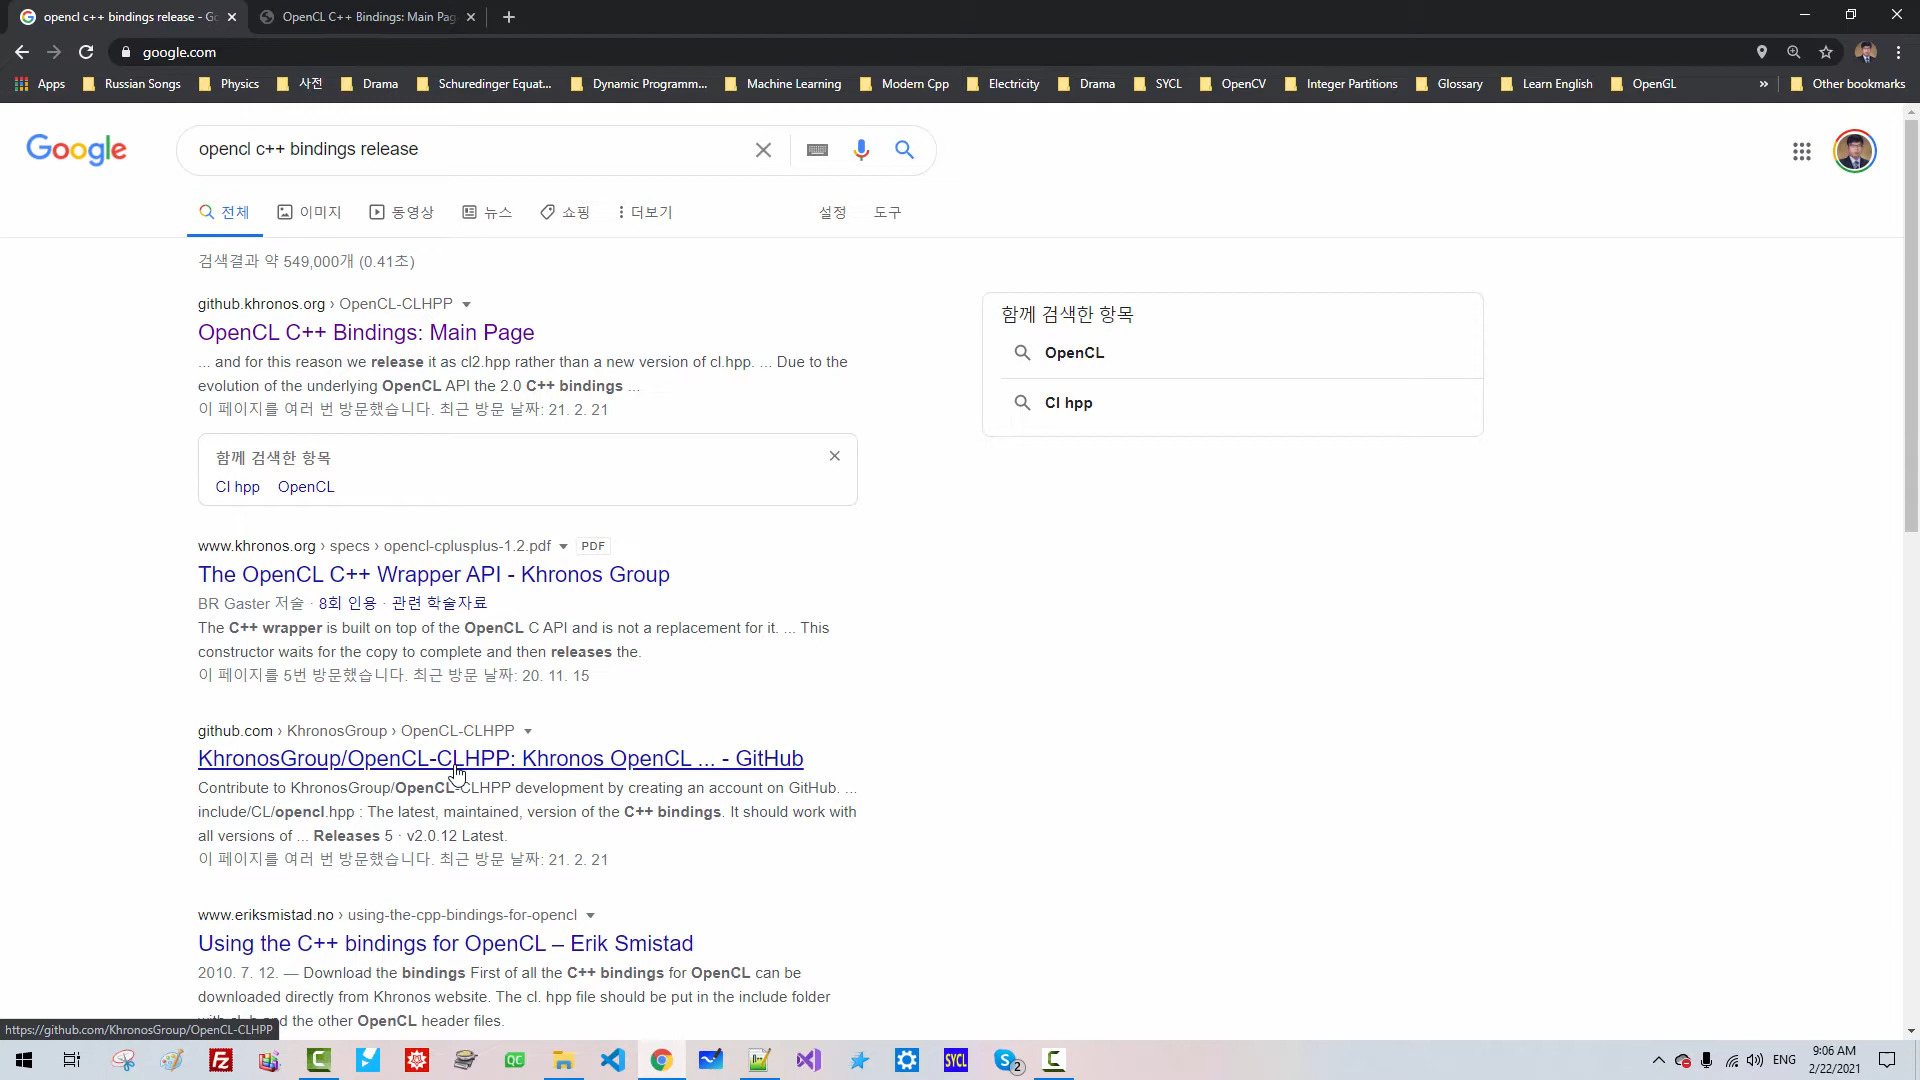 opencl c++ bindings release - Go
OpenCL C++ Bindings: Main Pag
google.com
Apps
Russian Songs
Physics
사전
Drama
Schuredinger Equat...
Dynamic Programm...
Machine Learning
Modern Cpp
Electricity
Drama
SYCL
OpenCV
Integer Partitions
Glossary
Learn English
OpenGL
»
Other bookmarks
Google
opencl c++ bindings release
전체
이미지
동영상
뉴스
쇼핑
더보기
설정
도구
검색결과 약 549,000개 (0.41초)
github.khronos.org › OpenCL-CLHPP
OpenCL C++ Bindings: Main Page
... and for this reason we release it as cl2.hpp rather than a new version of cl.hpp. ... Due to the
evolution of the underlying OpenCL API the 2.0 C++ bindings ...
이 페이지를 여러 번 방문했습니다. 최근 방문 날짜: 21. 2. 21
함께 검색한 항목
Cl hpp OpenCL
함께 검색한 항목
OpenCL
Cl hpp
www.khronos.org › specs › opencl-cplusplus-1.2.pdf PDF
The OpenCL C++ Wrapper API - Khronos Group
BR Gaster 저술 · 8회 인용 · 관련 학술자료
The C++ wrapper is built on top of the OpenCL C API and is not a replacement for it. ... This
constructor waits for the copy to complete and then releases the.
이 페이지를 5번 방문했습니다. 최근 방문 날짜: 20. 11. 15
github.com › KhronosGroup › OpenCL-CLHPP
KhronosGroup/OpenCL-CLHPP: Khronos OpenCL ... - GitHub
Contribute to KhronosGroup/OpenCL-CLHPP development by creating an account on GitHub. ...
include/CL/opencl.hpp : The latest, maintained, version of the C++ bindings. It should work with
all versions of ... Releases 5 · v2.0.12 Latest.
이 페이지를 여러 번 방문했습니다. 최근 방문 날짜: 21. 2. 21
www.eriksmistad.no › using-the-cpp-bindings-for-opencl
Using the C++ bindings for OpenCL – Erik Smistad
2010. 7. 12. — Download the bindings First of all the C++ bindings for OpenCL can be
downloaded directly from Khronos website. The cl. hpp file should be put in the include folder
and the other OpenCL header files.
https://github.com/KhronosGroup/OpenCL-CLHPP
QC
SYCL
2
ENG
9:06 AM
2/22/2021